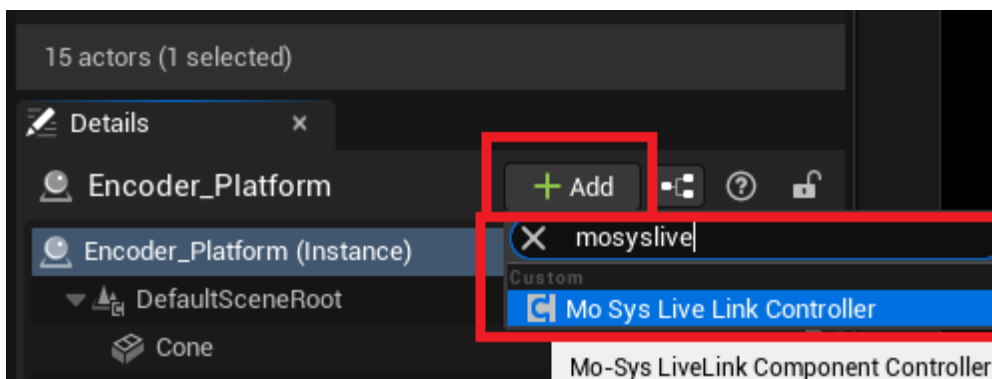 15 actors (1 selected)
Details
Encoder_Platform
+ Add
Encoder_Platform (Instance)
mosyslive
Custom
DefaultSceneRoot
Mo Sys Live Link Controller
Cone
Mo-Sys LiveLink Component Controller